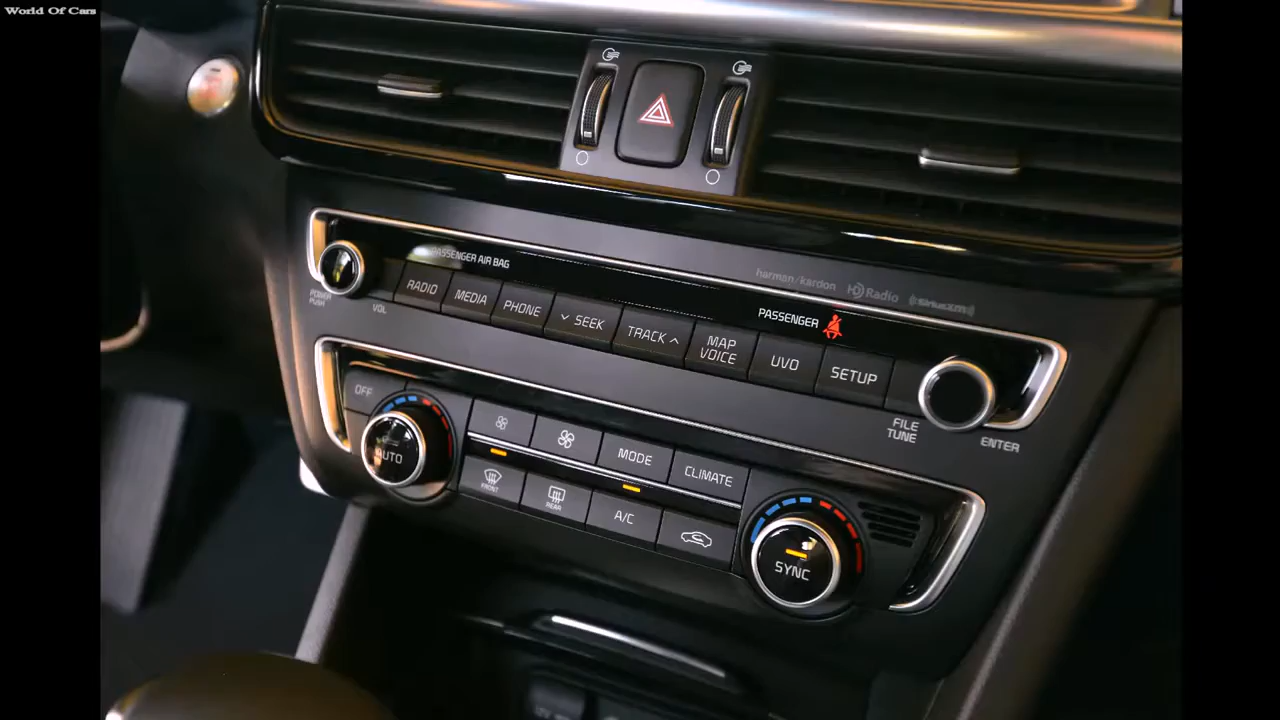 World Of Cars
PASSENGER AIR BAG
harman/kardon
HD Radio
SiriusXM
PASSENGER
RADIO
MEDIA
PHONE
SEEK
TRACK
MAP
VOICE
UVO
SETUP
POWER
PUSH
VOL
FILE
TUNE
ENTER
OFF
AUTO
MODE
CLIMATE
FRONT
REAR
A/C
SYNC